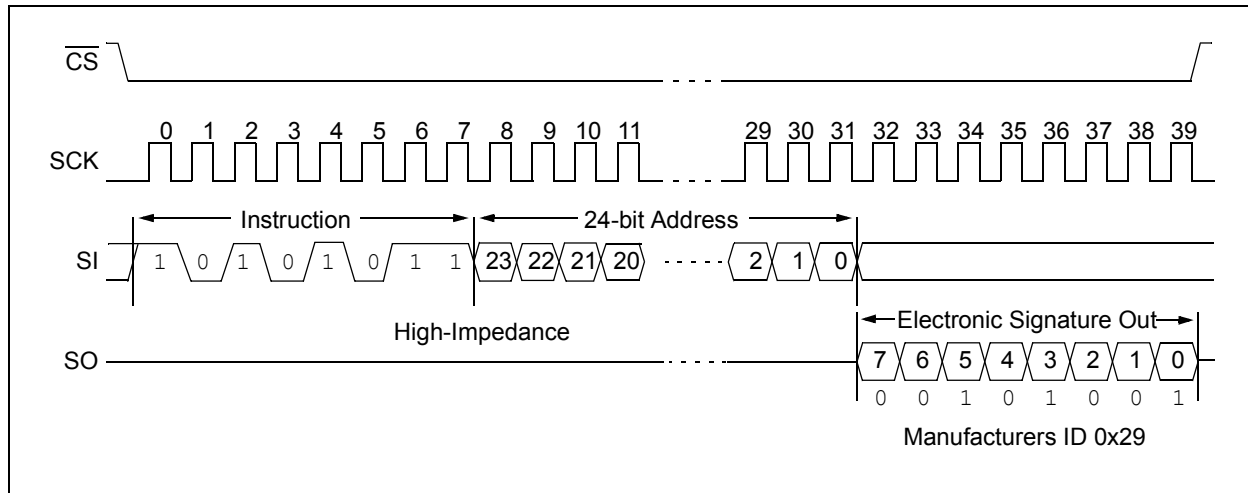 CS
0 1 2 3 4 5 6 7 8 9 10 11 29 30 31 32 33 34 35 36 37 38 39
SCK
Instruction 24-bit Address
SI 1 0 1 0 1 0 1 1 23 22 21 20 2 1 0
High-Impedance Electronic Signature Out
SO 7 6 5 4 3 2 1 0
0 0 1 0 1 0 0 1
Manufacturers ID 0x29